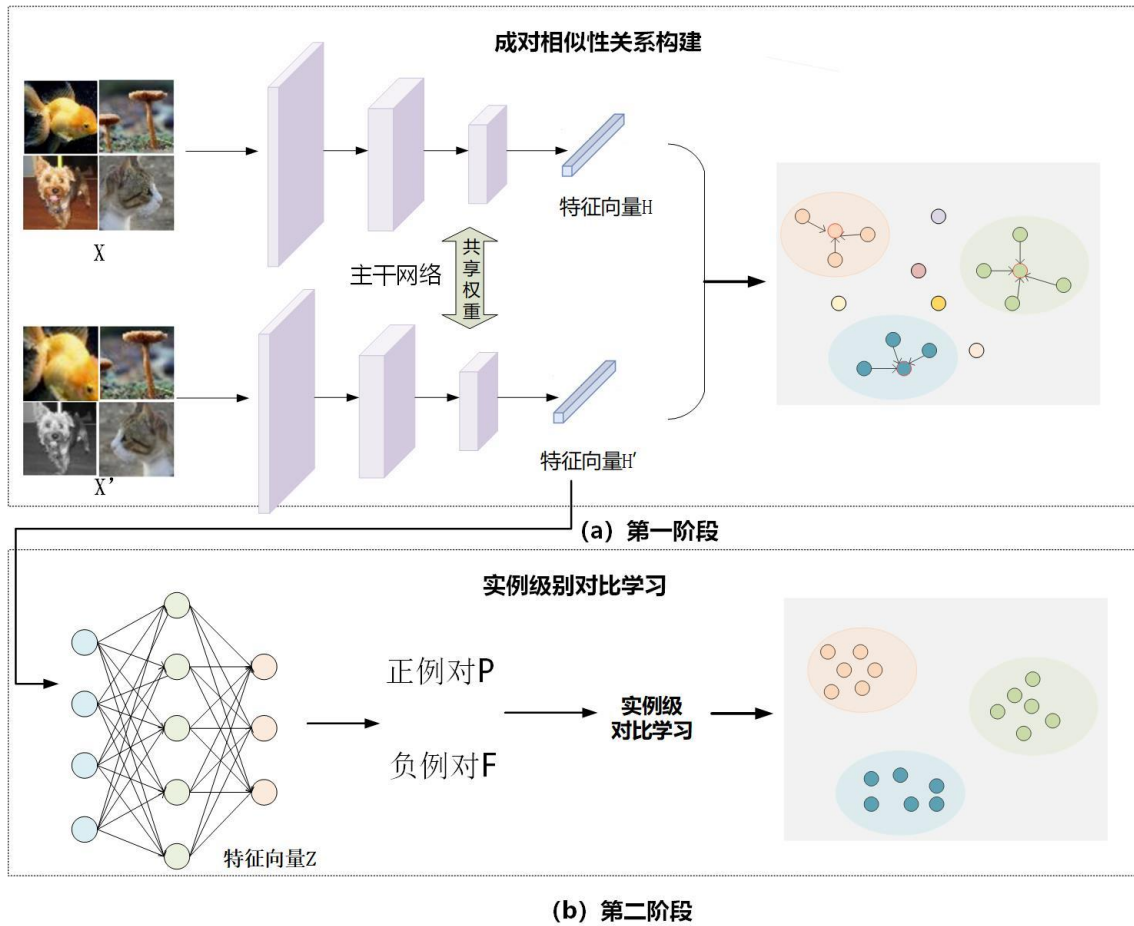 成对相似性关系构建
X
特征向量H
主干网络
共享权重
X'
特征向量H'
(a) 第一阶段
实例级别对比学习
正例对P
负例对F
实例级
对比学习
特征向量Z
(b) 第二阶段